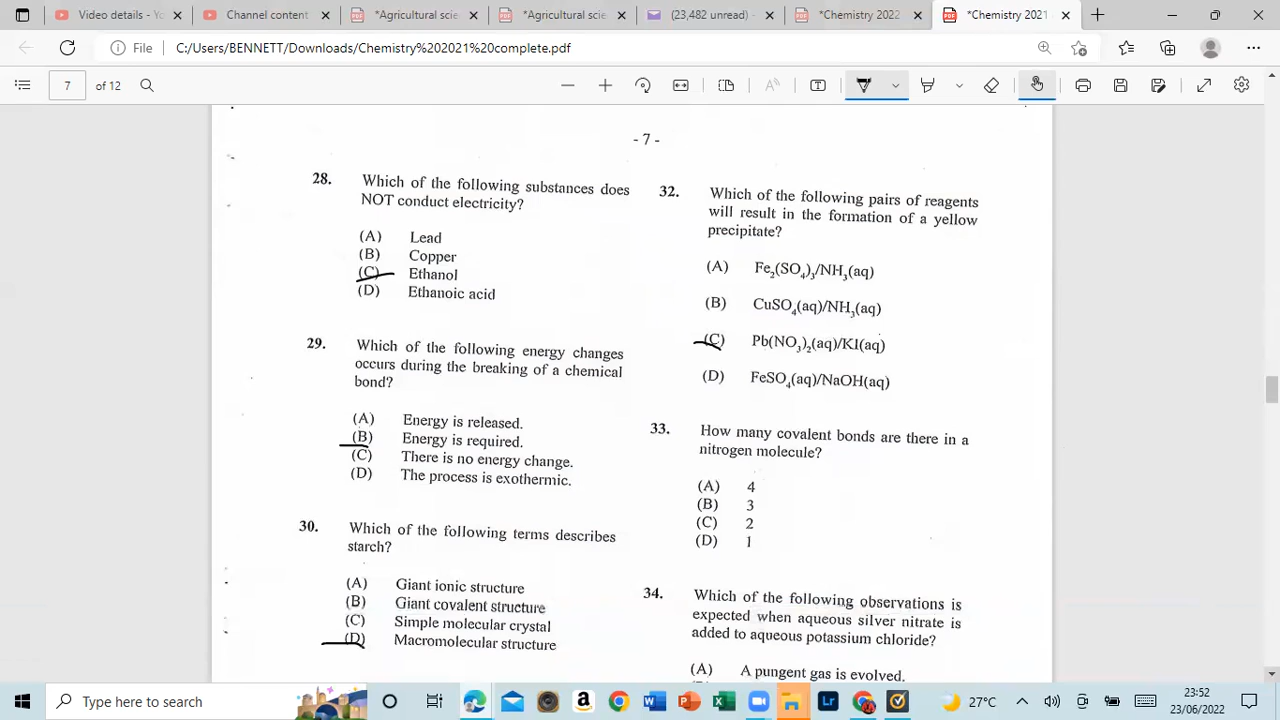 Video details - Yo
Channel content
*Agricultural scie
*Agricultural scie
(23,482 unread) -
*Chemistry 2022
*Chemistry 2021
File
C:/Users/BENNETT/Downloads/Chemistry%202021%20complete.pdf
7
of 12
- 7 -
28. Which of the following substances does
NOT conduct electricity?
(A) Lead
(B) Copper
(C) Ethanol
(D) Ethanoic acid
29. Which of the following energy changes
occurs during the breaking of a chemical
bond?
(A) Energy is released.
(B) Energy is required.
(C) There is no energy change.
(D) The process is exothermic.
30. Which of the following terms describes
starch?
(A) Giant ionic structure
(B) Giant covalent structure
(C) Simple molecular crystal
(D) Macromolecular structure
32. Which of the following pairs of reagents
will result in the formation of a yellow
precipitate?
(A) Fe₂(SO₄)₃/NH₃(aq)
(B) CuSO₄(aq)/NH₃(aq)
(C) Pb(NO₃)₂(aq)/KI(aq)
(D) FeSO₄(aq)/NaOH(aq)
33. How many covalent bonds are there in a
nitrogen molecule?
(A) 4
(B) 3
(C) 2
(D) 1
34. Which of the following observations is
expected when aqueous silver nitrate is
added to aqueous potassium chloride?
(A) A pungent gas is evolved.
Type here to search
27°C
23:52
23/06/2022